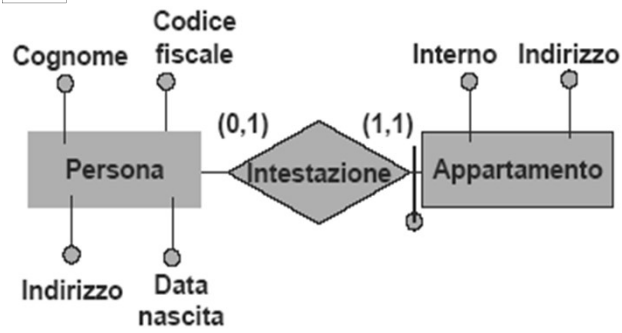 Codice
fiscale
Cognome
Interno
Indirizzo
(0,1)
(1,1)
Persona
Intestazione
Appartamento
Indirizzo
Data
nascita